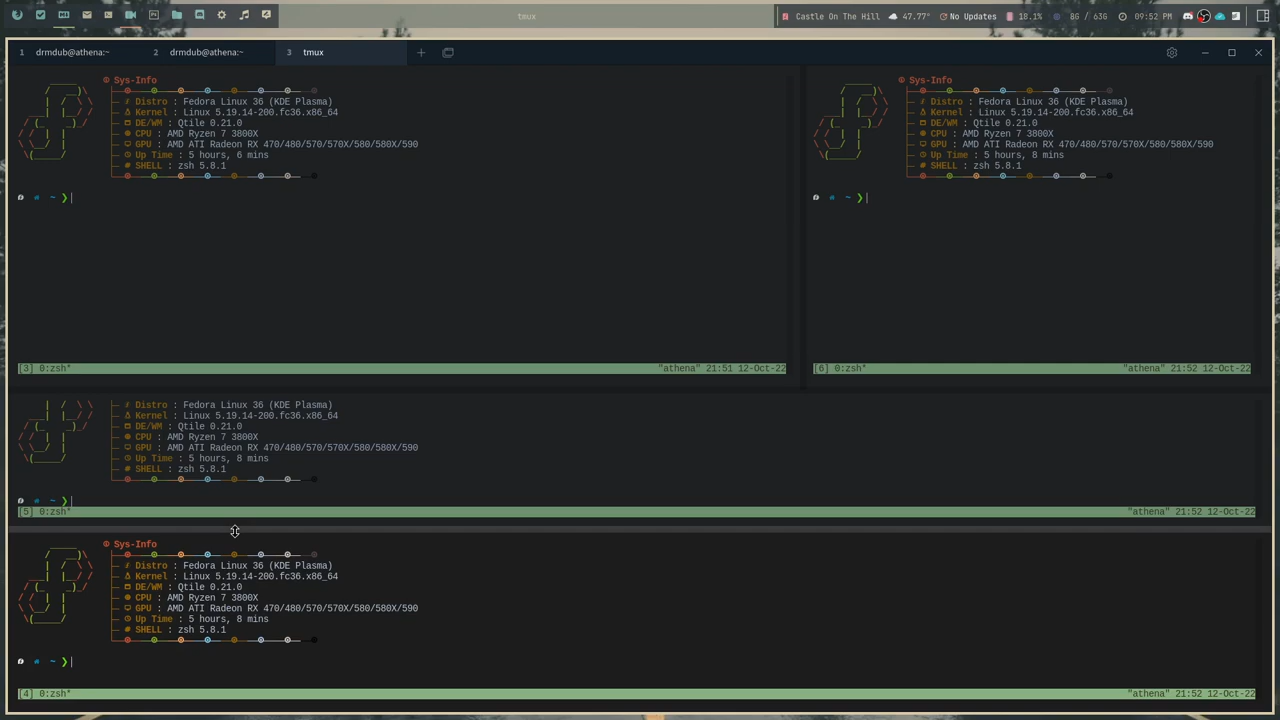 tmux
Castle On The Hill 47.77° No Updates 18.1% 8G / 63G 09:52 PM
1 drmdub@athena:~ 2 drmdub@athena:~ 3 tmux
Sys-Info
Distro : Fedora Linux 36 (KDE Plasma)
Kernel : Linux 5.19.14-200.fc36.x86_64
DE/WM : Qtile 0.21.0
CPU : AMD Ryzen 7 3800X
GPU : AMD ATI Radeon RX 470/480/570/570X/580/580X/590
Up Time : 5 hours, 6 mins
SHELL : zsh 5.8.1
~ ❯
[3] 0:zsh* "athena" 21:51 12-Oct-22
Sys-Info
Distro : Fedora Linux 36 (KDE Plasma)
Kernel : Linux 5.19.14-200.fc36.x86_64
DE/WM : Qtile 0.21.0
CPU : AMD Ryzen 7 3800X
GPU : AMD ATI Radeon RX 470/480/570/570X/580/580X/590
Up Time : 5 hours, 8 mins
SHELL : zsh 5.8.1
~ ❯
[6] 0:zsh* "athena" 21:52 12-Oct-22
Distro : Fedora Linux 36 (KDE Plasma)
Kernel : Linux 5.19.14-200.fc36.x86_64
DE/WM : Qtile 0.21.0
CPU : AMD Ryzen 7 3800X
GPU : AMD ATI Radeon RX 470/480/570/570X/580/580X/590
Up Time : 5 hours, 8 mins
SHELL : zsh 5.8.1
~ ❯
[5] 0:zsh* "athena" 21:52 12-Oct-22
Sys-Info
Distro : Fedora Linux 36 (KDE Plasma)
Kernel : Linux 5.19.14-200.fc36.x86_64
DE/WM : Qtile 0.21.0
CPU : AMD Ryzen 7 3800X
GPU : AMD ATI Radeon RX 470/480/570/570X/580/580X/590
Up Time : 5 hours, 8 mins
SHELL : zsh 5.8.1
~ ❯
[4] 0:zsh* "athena" 21:52 12-Oct-22